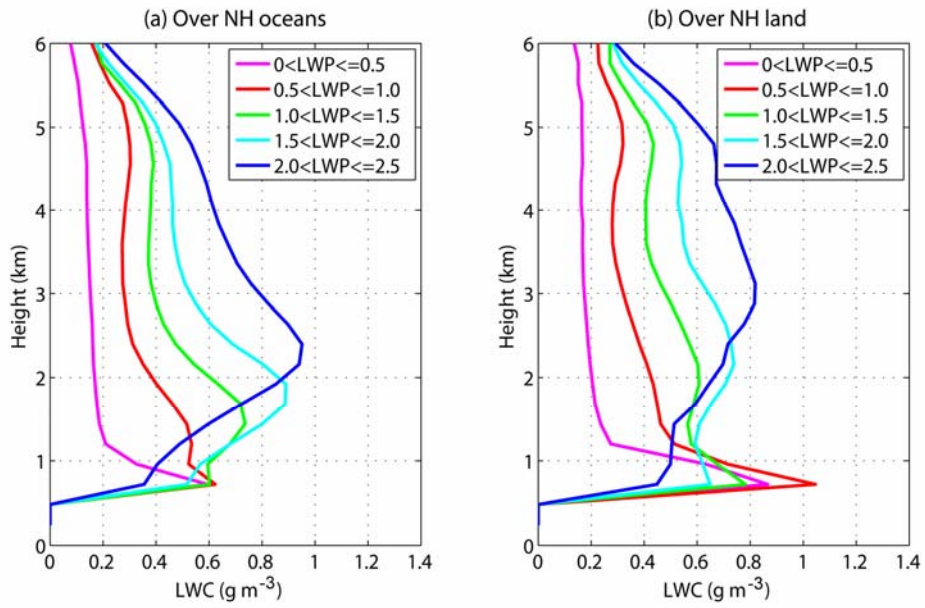 (a) Over NH oceans
6
5
4
3
2
1
0
Height (km)
0<LWP<=0.5
0.5<LWP<=1.0
1.0<LWP<=1.5
1.5<LWP<=2.0
2.0<LWP<=2.5
0 0.2 0.4 0.6 0.8 1 1.2 1.4
LWC (g m⁻³)
(b) Over NH land
6
5
4
3
2
1
0
Height (km)
0<LWP<=0.5
0.5<LWP<=1.0
1.0<LWP<=1.5
1.5<LWP<=2.0
2.0<LWP<=2.5
0 0.2 0.4 0.6 0.8 1 1.2 1.4
LWC (g m⁻³)